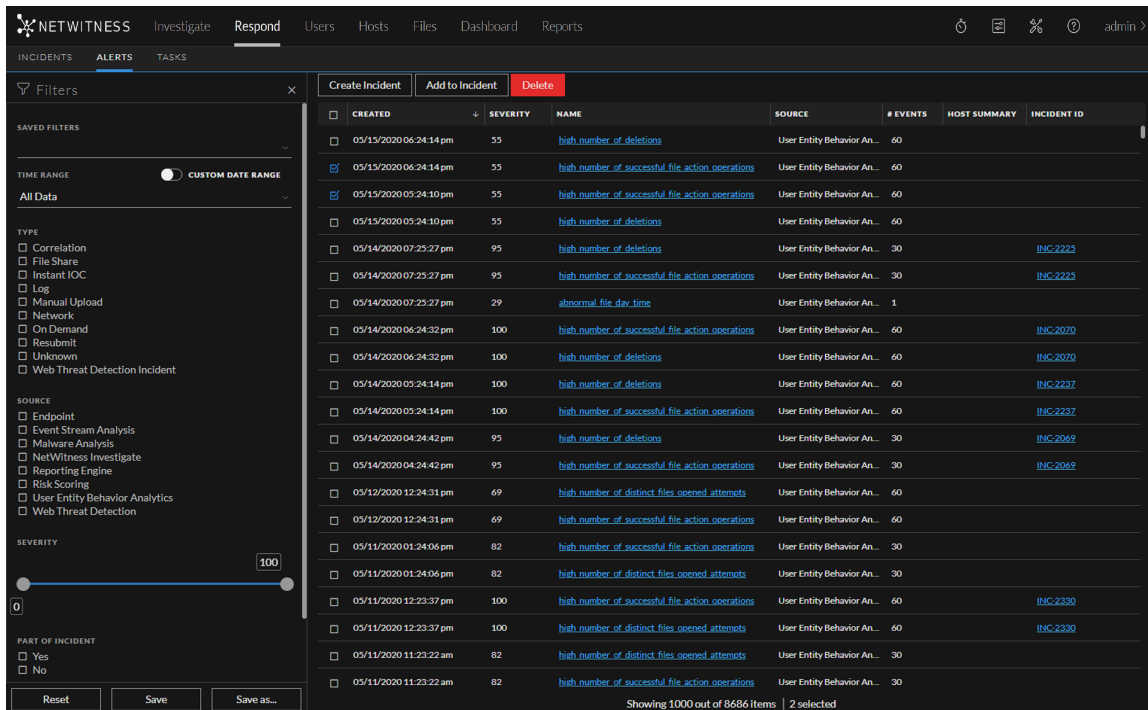 NETWITNESS Investigate Respond Users Hosts Files Dashboard Reports admin >
INCIDENTS ALERTS TASKS
Filters ×
SAVED FILTERS
TIME RANGE CUSTOM DATE RANGE
All Data
TYPE
Correlation
File Share
Instant IOC
Log
Manual Upload
Network
On Demand
Resubmit
Unknown
Web Threat Detection Incident
SOURCE
Endpoint
Event Stream Analysis
Malware Analysis
NetWitness Investigate
Reporting Engine
Risk Scoring
User Entity Behavior Analytics
Web Threat Detection
SEVERITY
100
0
PART OF INCIDENT
Yes
No
Reset Save Save as...
Create Incident Add to Incident Delete
CREATED SEVERITY NAME SOURCE # EVENTS HOST SUMMARY INCIDENT ID
05/15/2020 06:24:14 pm 55 high number of deletions User Entity Behavior An... 60
05/15/2020 06:24:14 pm 55 high number of successful file action operations User Entity Behavior An... 60
05/15/2020 05:24:10 pm 55 high number of successful file action operations User Entity Behavior An... 60
05/15/2020 05:24:10 pm 55 high number of deletions User Entity Behavior An... 60
05/14/2020 07:25:27 pm 95 high number of deletions User Entity Behavior An... 30 INC-2225
05/14/2020 07:25:27 pm 95 high number of successful file action operations User Entity Behavior An... 30 INC-2225
05/14/2020 07:25:27 pm 29 abnormal file day time User Entity Behavior An... 1
05/14/2020 06:24:32 pm 100 high number of successful file action operations User Entity Behavior An... 60 INC-2070
05/14/2020 06:24:32 pm 100 high number of deletions User Entity Behavior An... 60 INC-2070
05/14/2020 05:24:14 pm 100 high number of deletions User Entity Behavior An... 60 INC-2237
05/14/2020 05:24:14 pm 100 high number of successful file action operations User Entity Behavior An... 60 INC-2237
05/14/2020 04:24:42 pm 95 high number of deletions User Entity Behavior An... 30 INC-2069
05/14/2020 04:24:42 pm 95 high number of successful file action operations User Entity Behavior An... 30 INC-2069
05/12/2020 12:24:31 pm 69 high number of distinct files opened attempts User Entity Behavior An... 60
05/12/2020 12:24:31 pm 69 high number of successful file action operations User Entity Behavior An... 60
05/11/2020 01:24:06 pm 82 high number of successful file action operations User Entity Behavior An... 30
05/11/2020 01:24:06 pm 82 high number of distinct files opened attempts User Entity Behavior An... 30
05/11/2020 12:23:37 pm 100 high number of successful file action operations User Entity Behavior An... 60 INC-2330
05/11/2020 12:23:37 pm 100 high number of distinct files opened attempts User Entity Behavior An... 60 INC-2330
05/11/2020 11:23:22 am 82 high number of distinct files opened attempts User Entity Behavior An... 30
05/11/2020 11:23:22 am 82 high number of successful file action operations User Entity Behavior An... 30
Showing 1000 out of 8686 items | 2 selected